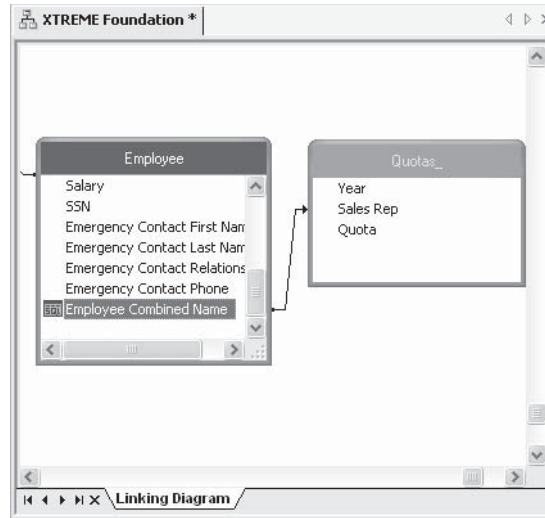 XTREME Foundation *
Employee
Salary
SSN
Emergency Contact First Nam
Emergency Contact Last Nam
Emergency Contact Relations
Emergency Contact Phone
Employee Combined Name
Quotas_
Year
Sales Rep
Quota
Linking Diagram